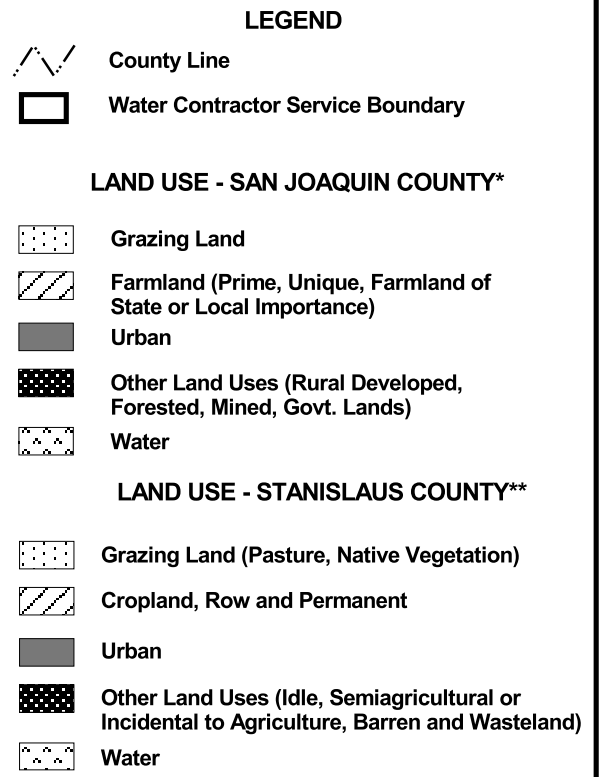 LEGEND
County Line
Water Contractor Service Boundary
LAND USE - SAN JOAQUIN COUNTY*
Grazing Land
Farmland (Prime, Unique, Farmland of
State or Local Importance)
Urban
Other Land Uses (Rural Developed,
Forested, Mined, Govt. Lands)
Water
LAND USE - STANISLAUS COUNTY**
Grazing Land (Pasture, Native Vegetation)
Cropland, Row and Permanent
Urban
Other Land Uses (Idle, Semiagricultural or
Incidental to Agriculture, Barren and Wasteland)
Water